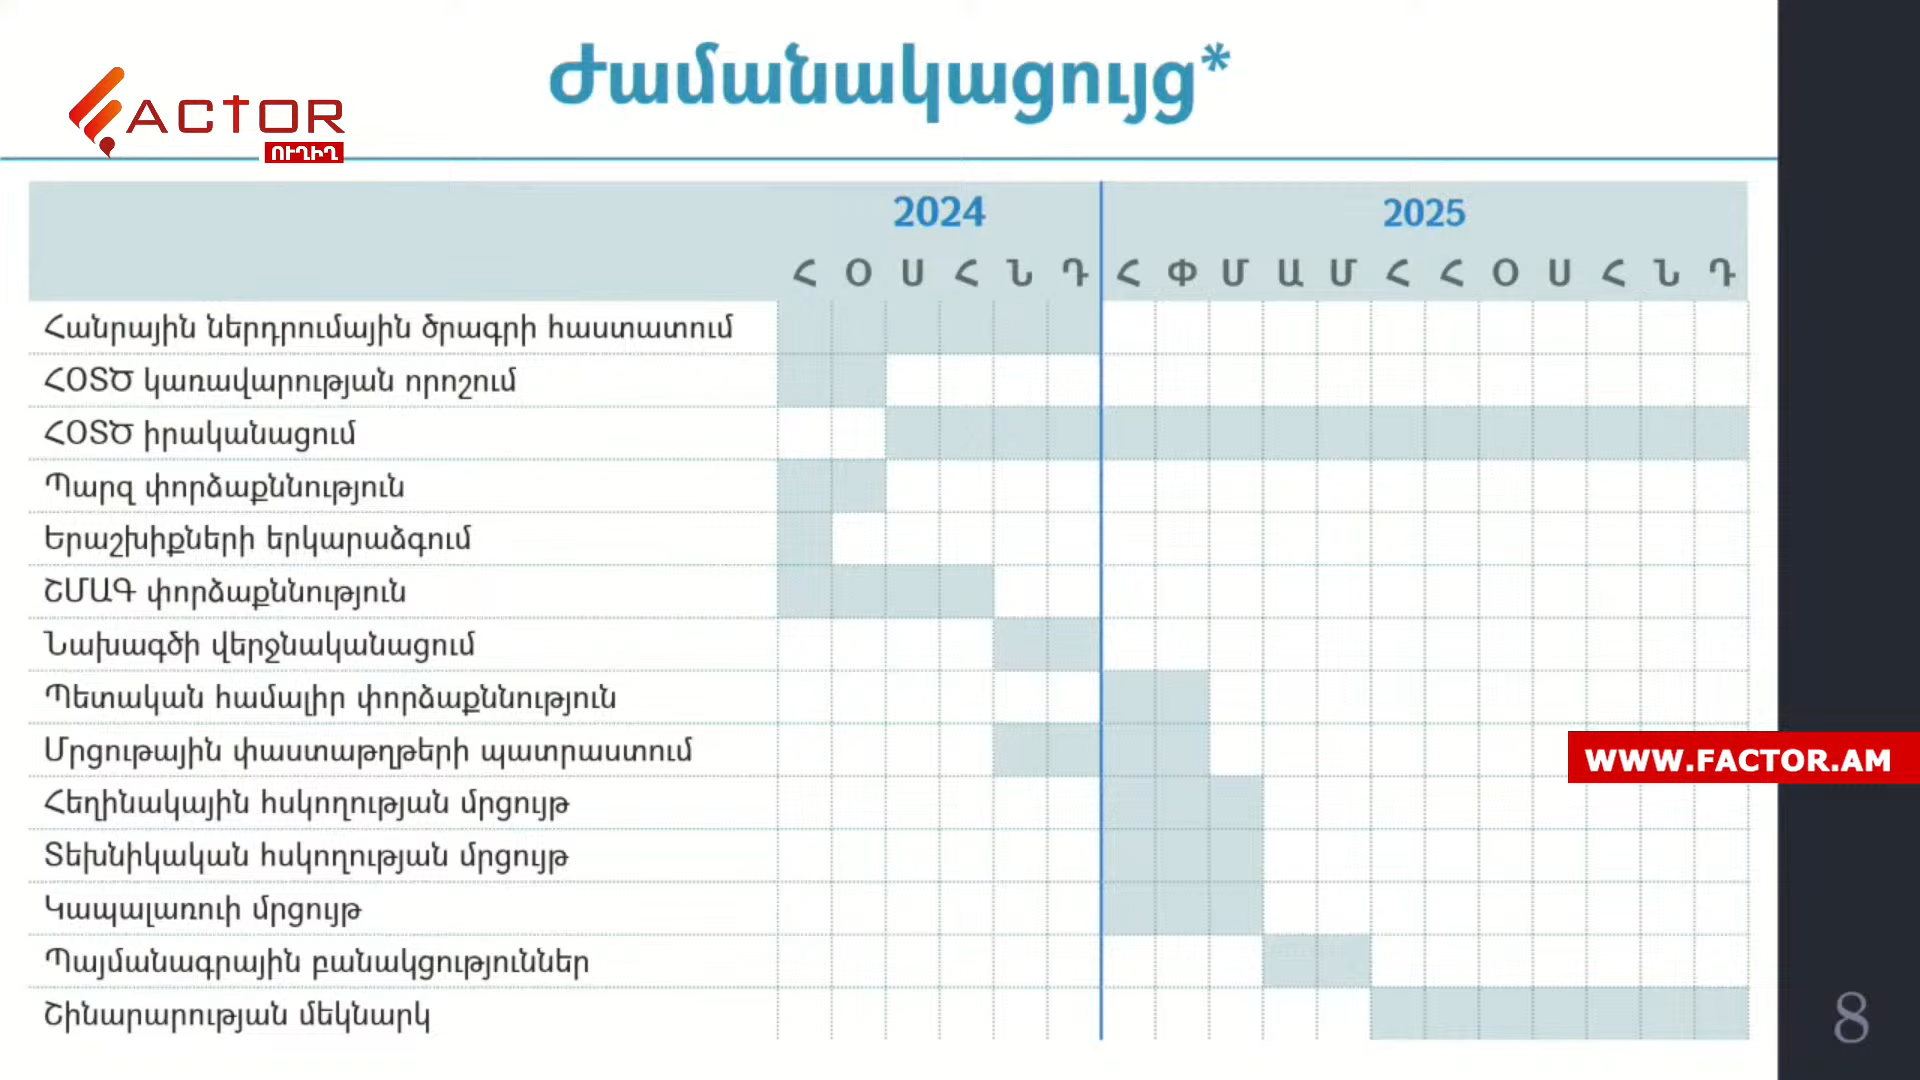 Ժամանակացույց*
ACTOR
ՈՒՂԻՂ
2024 2025
Հ Օ Ս Հ Ն Դ Հ Փ Մ Ա Մ Հ Հ Օ Ս Հ Ն Դ
Հանրային ներդրումային ծրագրի հաստատում
ՀՕՏԾ կառավարության որոշում
ՀՕՏԾ իրականացում
Պարզ փորձաքննություն
Երաշխիքների երկարաձգում
ՇՄԱԳ փորձաքննություն
Նախագծի վերջնականացում
Պետական համալիր փորձաքննություն
Մրցութային փաստաթղթերի պատրաստում
WWW.FACTOR.AM
Հեղինակային հսկողության մրցույթ
Տեխնիկական հսկողության մրցույթ
Կապալառուի մրցույթ
Պայմանագրային բանակցություններ
Շինարարության մեկնարկ
8